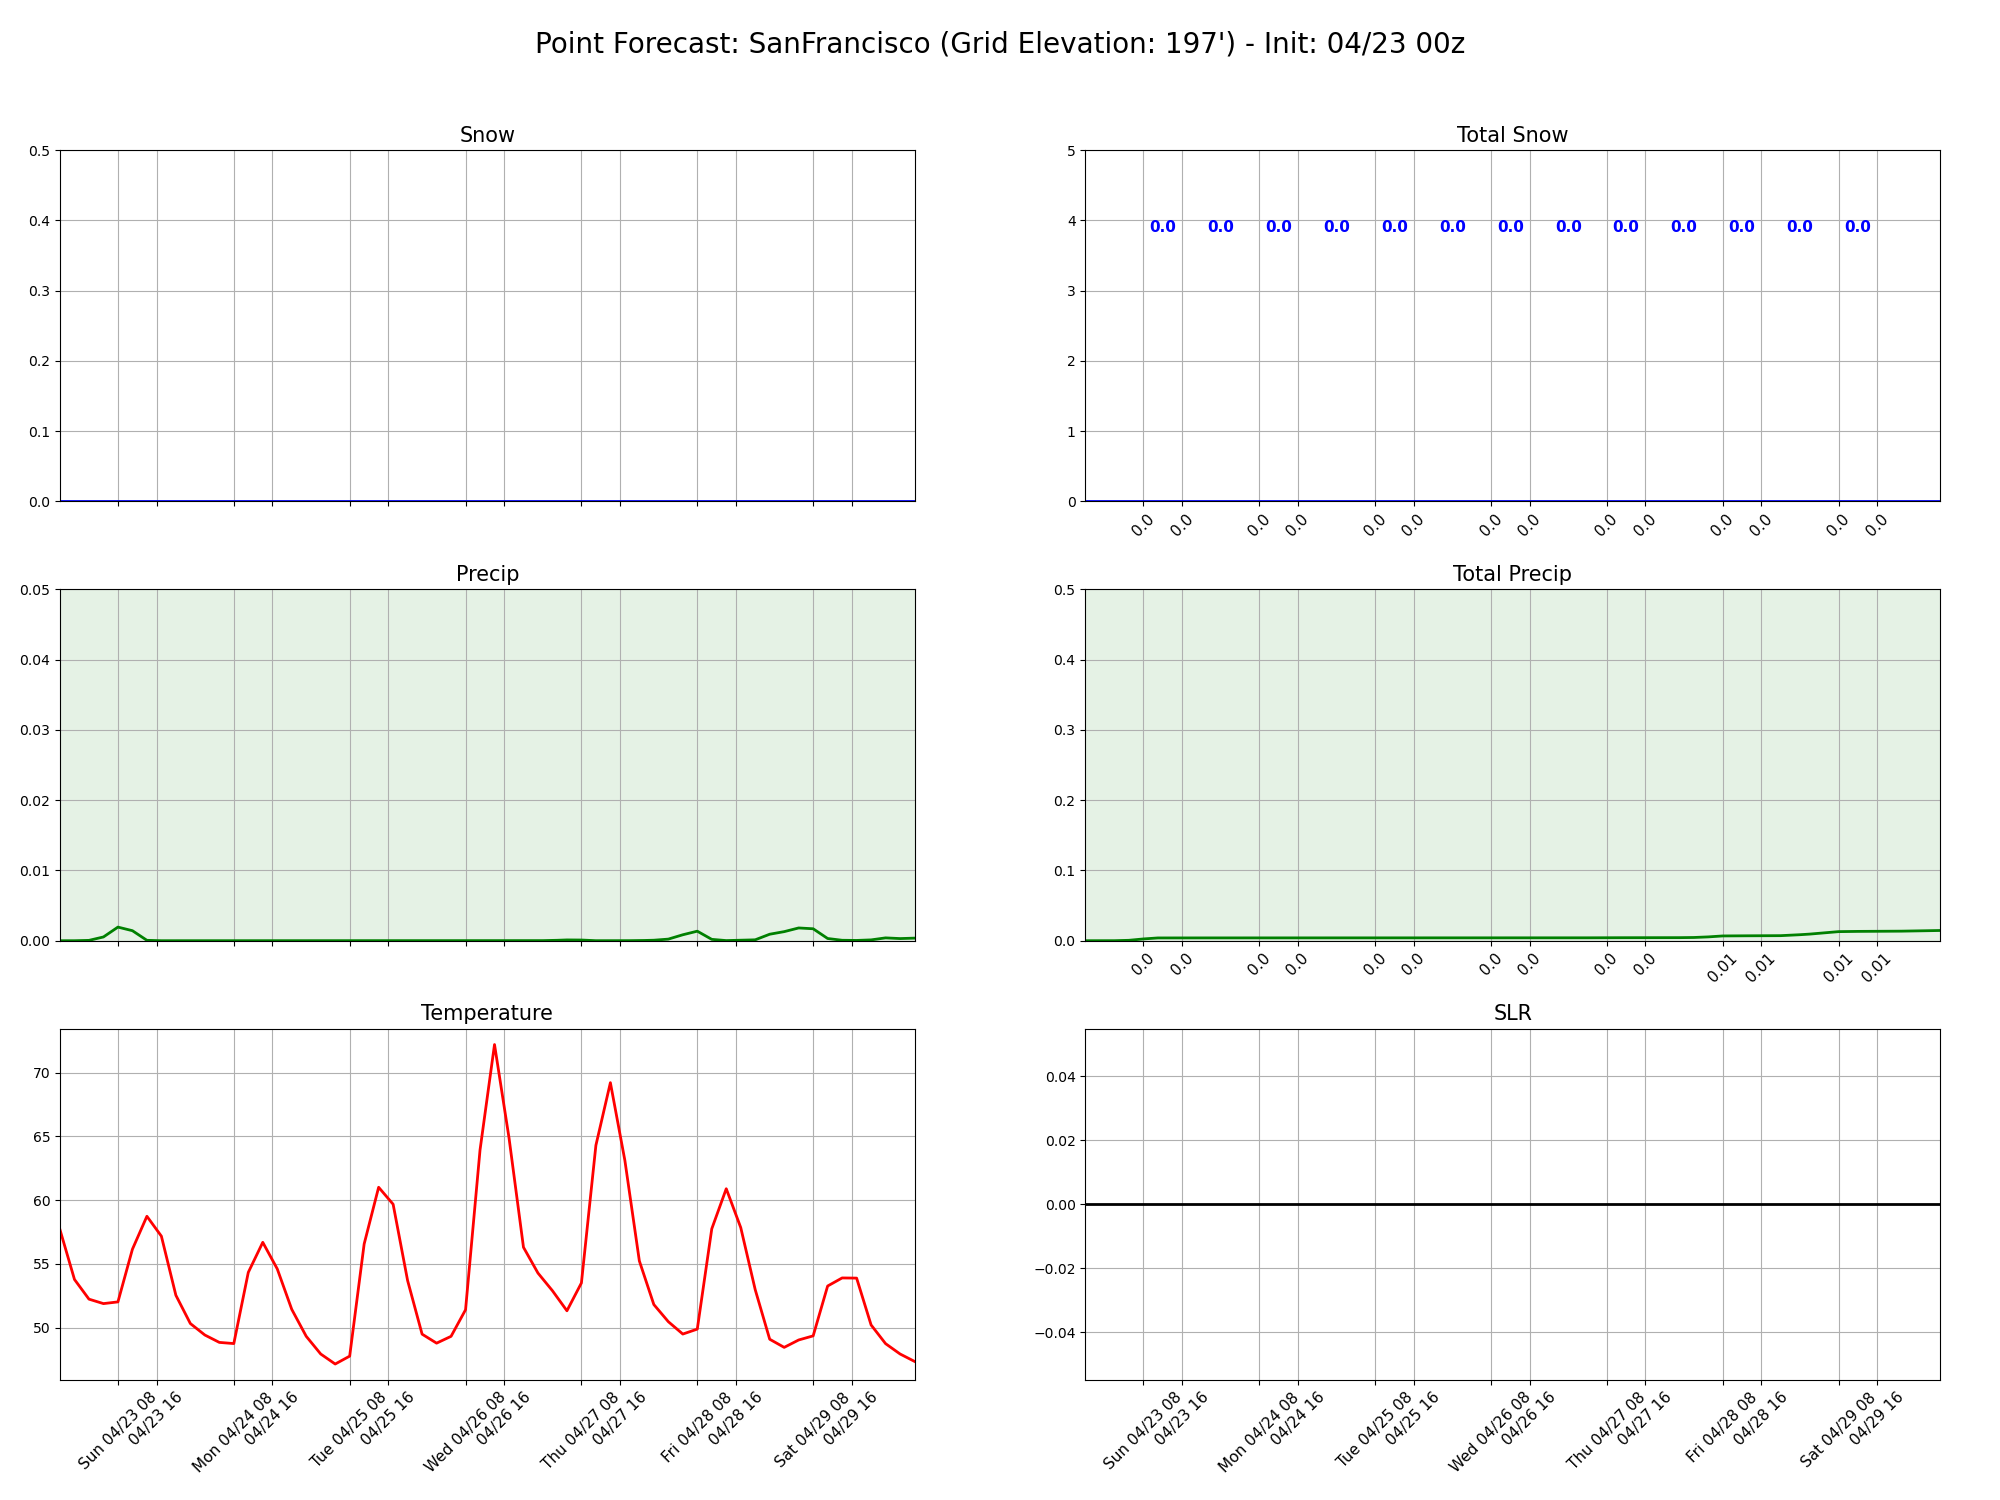 Point Forecast: SanFrancisco (Grid Elevation: 197') - Init: 04/23 00z
Snow
0.5
0.4
0.3
0.2
0.1
0.0
Total Snow
5
4
3
2
1
0
0.0 0.0 0.0 0.0 0.0 0.0 0.0 0.0 0.0 0.0 0.0 0.0 0.0
0.0 0.0 0.0 0.0 0.0 0.0 0.0 0.0 0.0 0.0 0.0 0.0 0.0 0.0
Precip
0.05
0.04
0.03
0.02
0.01
0.00
Total Precip
0.5
0.4
0.3
0.2
0.1
0.0
0.0 0.0 0.0 0.0 0.0 0.0 0.0 0.0 0.0 0.0 0.01 0.01 0.01 0.01
Temperature
70
65
60
55
50
Sun 04/23 08
04/23 16
Mon 04/24 08
04/24 16
Tue 04/25 08
04/25 16
Wed 04/26 08
04/26 16
Thu 04/27 08
04/27 16
Fri 04/28 08
04/28 16
Sat 04/29 08
04/29 16
SLR
0.04
0.02
0.00
−0.02
−0.04
Sun 04/23 08
04/23 16
Mon 04/24 08
04/24 16
Tue 04/25 08
04/25 16
Wed 04/26 08
04/26 16
Thu 04/27 08
04/27 16
Fri 04/28 08
04/28 16
Sat 04/29 08
04/29 16